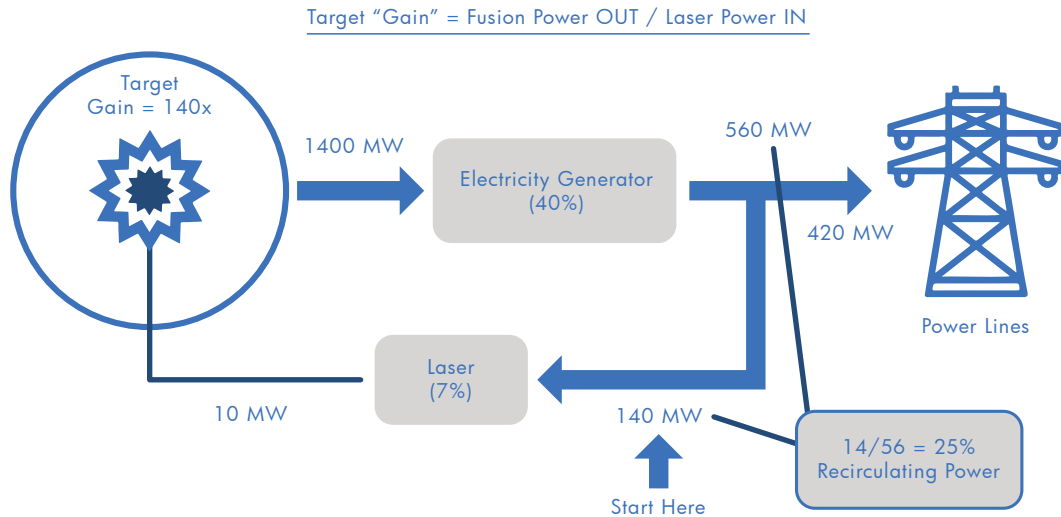 Target “Gain” = Fusion Power OUT / Laser Power IN
Target
Gain = 140x
1400 MW
Electricity Generator
(40%)
560 MW
420 MW
Power Lines
Laser
(7%)
10 MW
140 MW
Start Here
14/56 = 25%
Recirculating Power